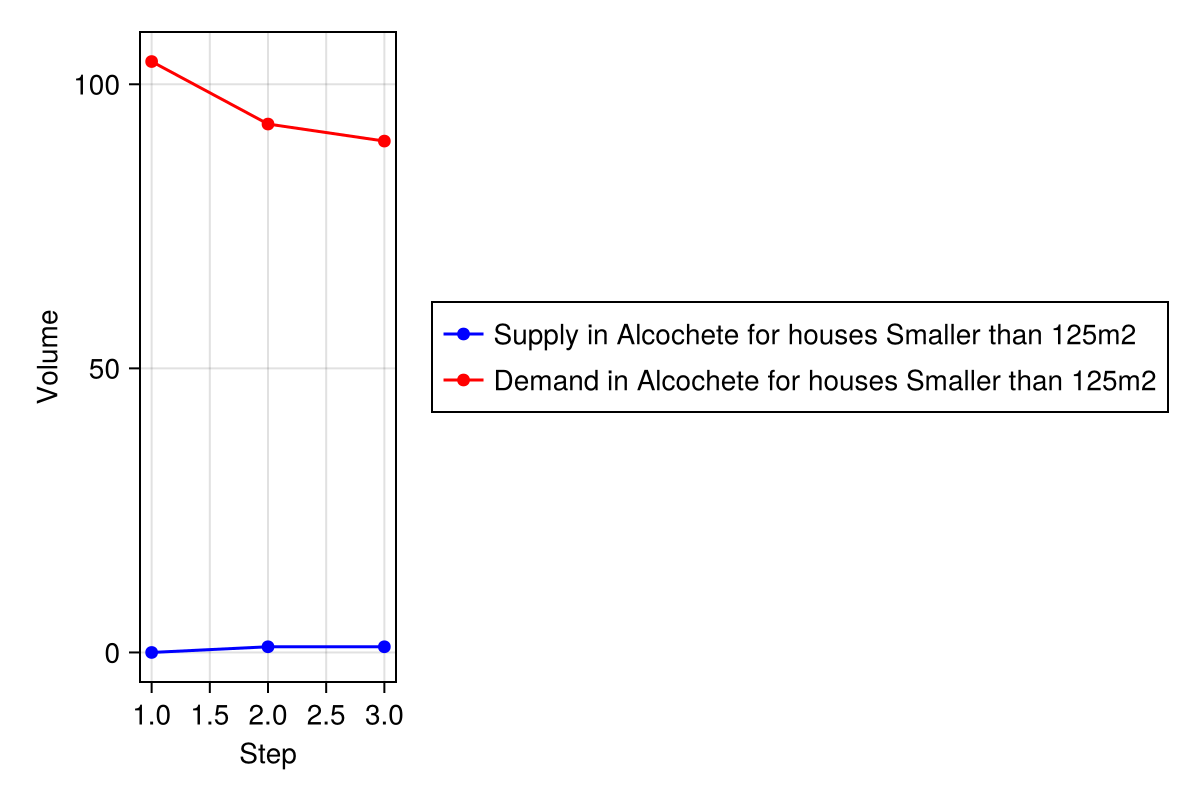 100
50
0
Volume
1.0 1.5 2.0 2.5 3.0
Step
Supply in Alcochete for houses Smaller than 125m2
Demand in Alcochete for houses Smaller than 125m2